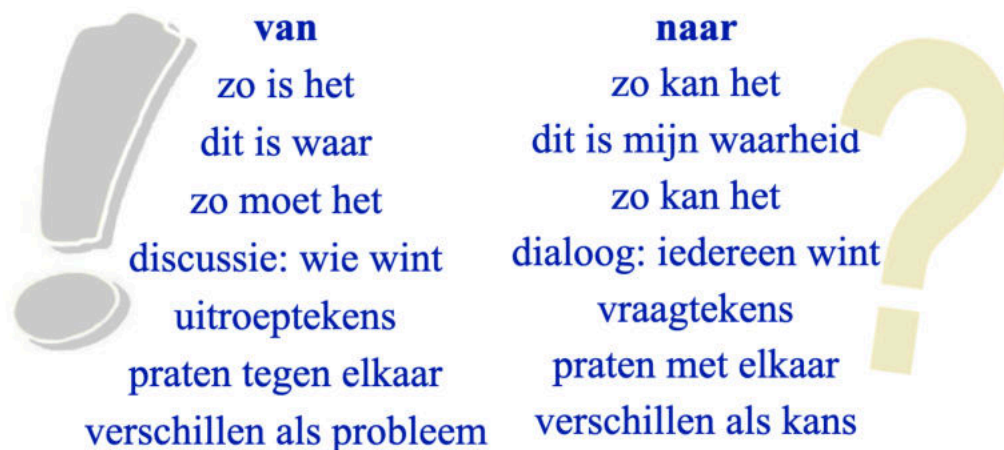 van naar
zo is het zo kan het
dit is waar dit is mijn waarheid
zo moet het zo kan het
discussie: wie wint dialoog: iedereen wint
uitroeptekens vraagtekens
praten tegen elkaar praten met elkaar
verschillen als probleem verschillen als kans